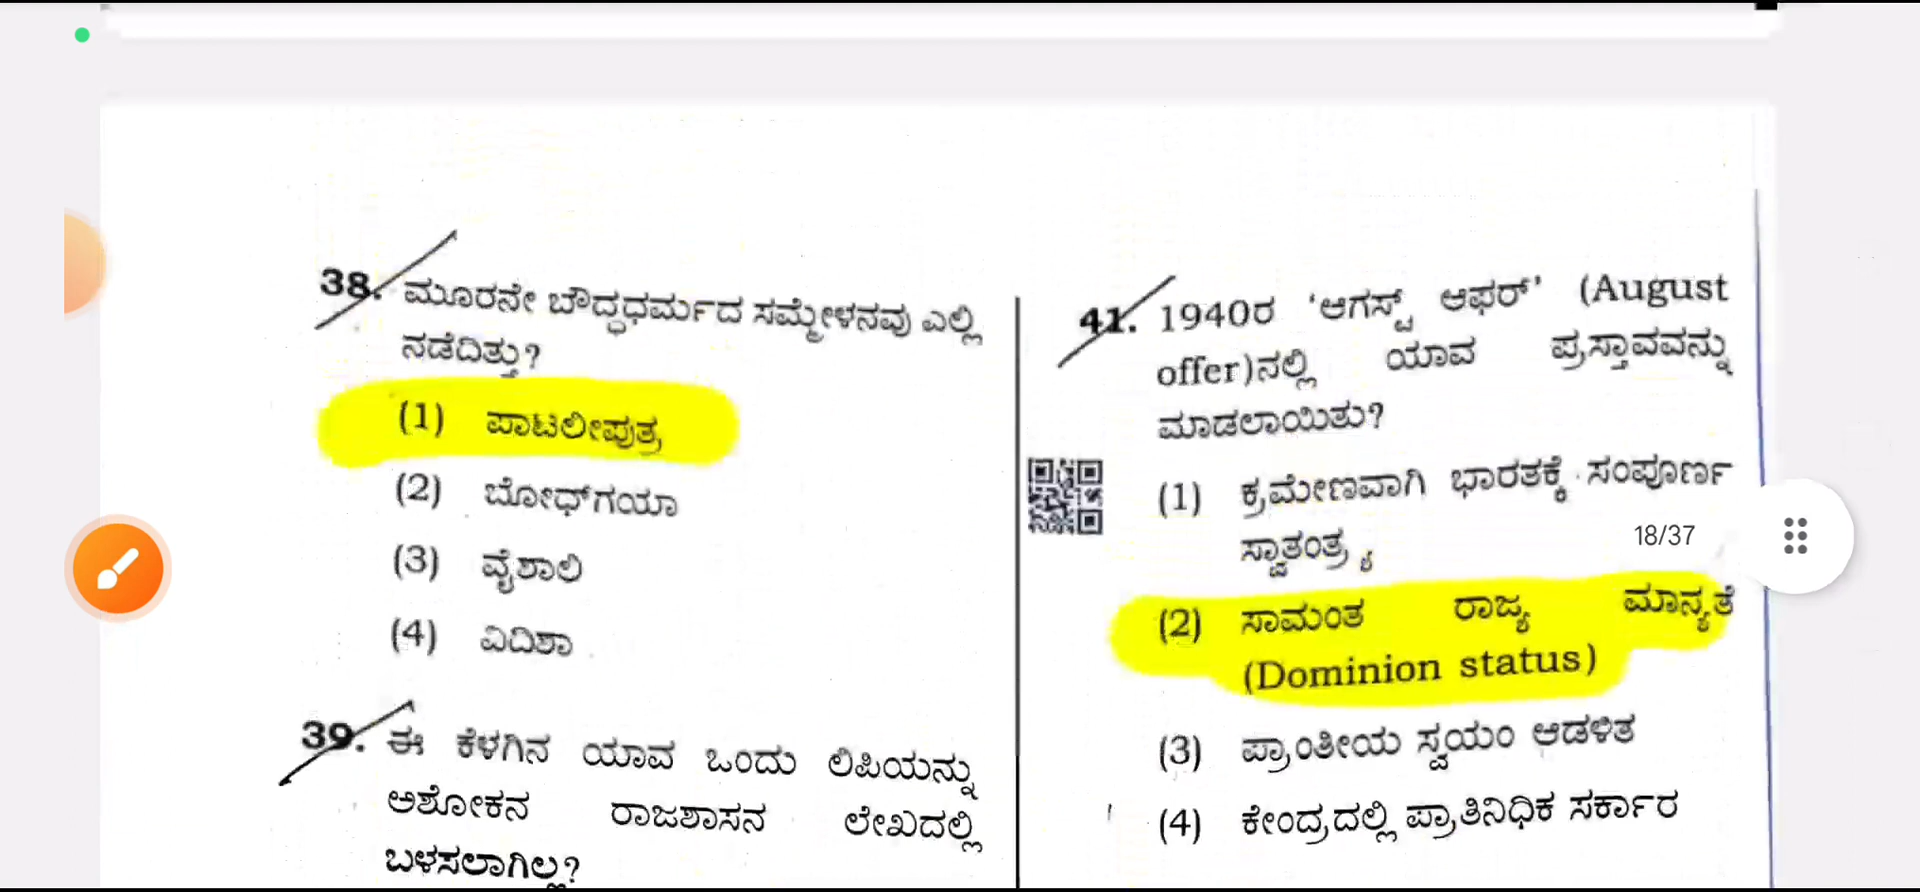 38. ಮೂರನೇ ಬೌದ್ಧಧರ್ಮದ ಸಮ್ಮೇಳನವು ಎಲ್ಲಿ
ನಡೆದಿತ್ತು?
(1) ಪಾಟಲೀಪುತ್ರ
(2) ಬೋಧ್‌ಗಯಾ
(3) ವೈಶಾಲಿ
(4) ವಿದಿಶಾ
39. ಈ ಕೆಳಗಿನ ಯಾವ ಒಂದು ಲಿಪಿಯನ್ನು
ಅಶೋಕನ ರಾಜಶಾಸನ ಲೇಖದಲ್ಲಿ
ಬಳಸಲಾಗಿಲ್ಲ?
41. 1940ರ 'ಆಗಸ್ಟ್ ಆಫರ್' (August
offer)ನಲ್ಲಿ ಯಾವ ಪ್ರಸ್ತಾವವನ್ನು
ಮಾಡಲಾಯಿತು?
(1) ಕ್ರಮೇಣವಾಗಿ ಭಾರತಕ್ಕೆ ಸಂಪೂರ್ಣ
ಸ್ವಾತಂತ್ರ್ಯ
(2) ಸಾಮಂತ ರಾಜ್ಯ ಮಾನ್ಯತೆ
(Dominion status)
(3) ಪ್ರಾಂತೀಯ ಸ್ವಯಂ ಆಡಳಿತ
(4) ಕೇಂದ್ರದಲ್ಲಿ ಪ್ರಾತಿನಿಧಿಕ ಸರ್ಕಾರ
18/37